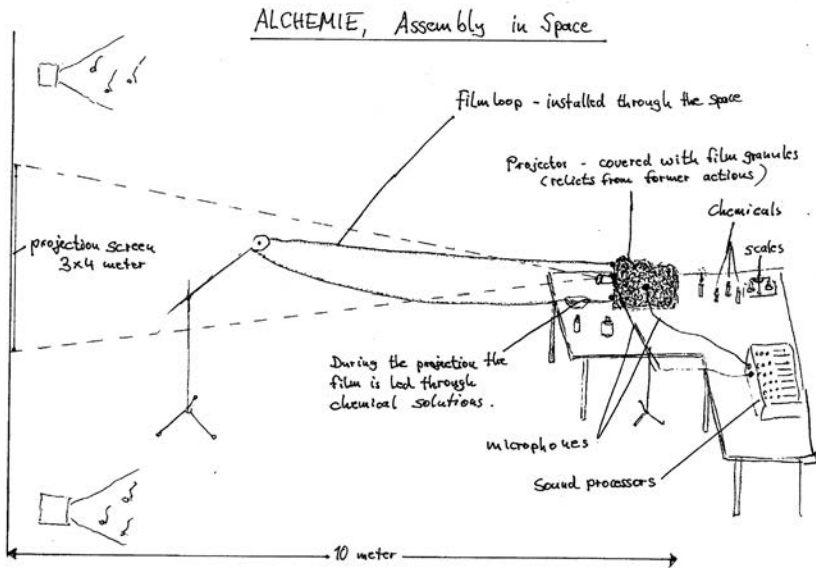 ALCHEMIE, Assembly in Space
Filmloop - installed through the space
Projector - covered with film granules
(relicts from former actions)
Chemicals
scales
projection screen
3x4 meter
During the projection the
film is led through
chemical solutions.
microphones
Sound processors
10 meter